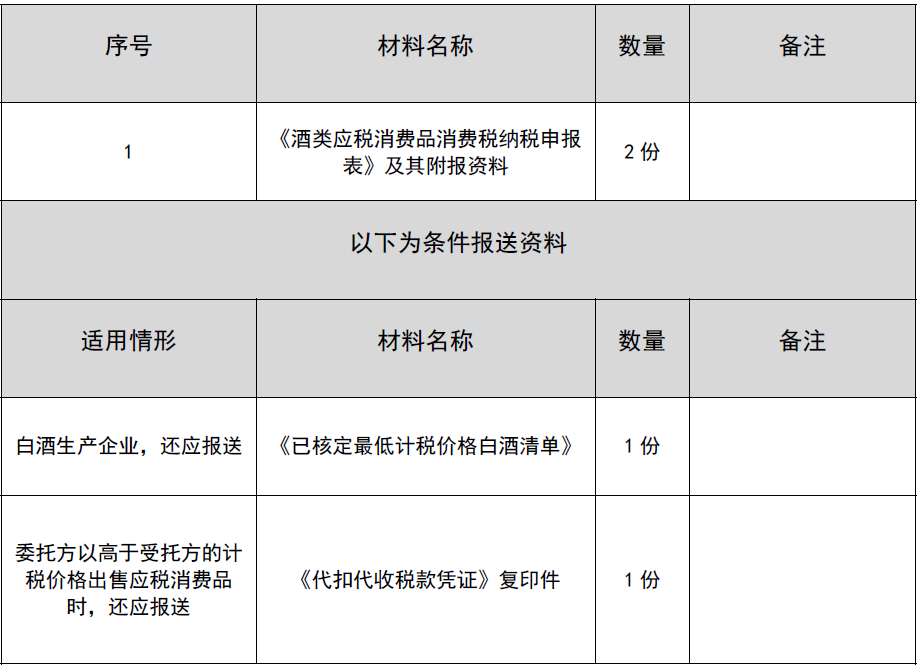 序号 材料名称 数量 备注
1 《酒类应税消费品消费税纳税申报
表》及其附报资料 2 份
以下为条件报送资料
适用情形 材料名称 数量 备注
白酒生产企业，还应报送 《已核定最低计税价格白酒清单》 1 份
委托方以高于受托方的计
税价格出售应税消费品
时，还应报送 《代扣代收税款凭证》复印件 1 份